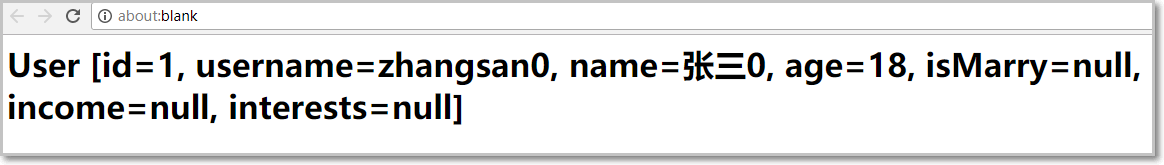 about:blank
User [id=1, username=zhangsan0, name=张三0, age=18, isMarry=null,
income=null, interests=null]